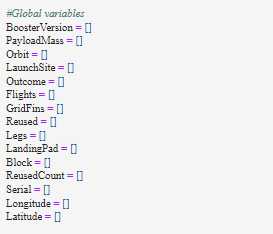 #Global variables
BoosterVersion = []
PayloadMass = []
Orbit = []
LaunchSite = []
Outcome = []
Flights = []
GridFins = []
Reused = []
Legs = []
LandingPad = []
Block = []
ReusedCount = []
Serial = []
Longitude = []
Latitude = []